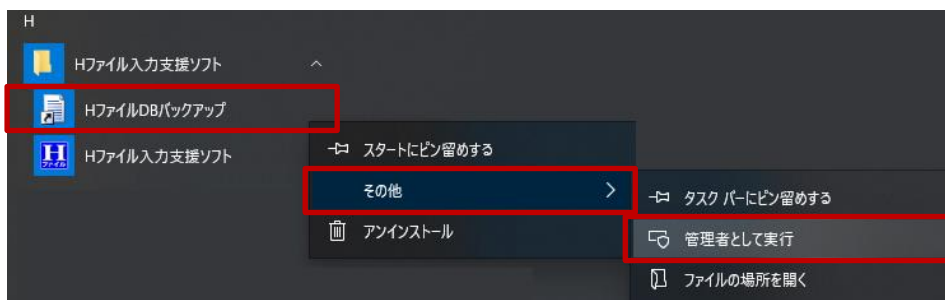 H
Hファイル入力支援ソフト
HファイルDBバックアップ
Hファイル入力支援ソフト
スタートにピン留めする
その他
アンインストール
タスク バーにピン留めする
管理者として実行
ファイルの場所を開く
H
ファイル